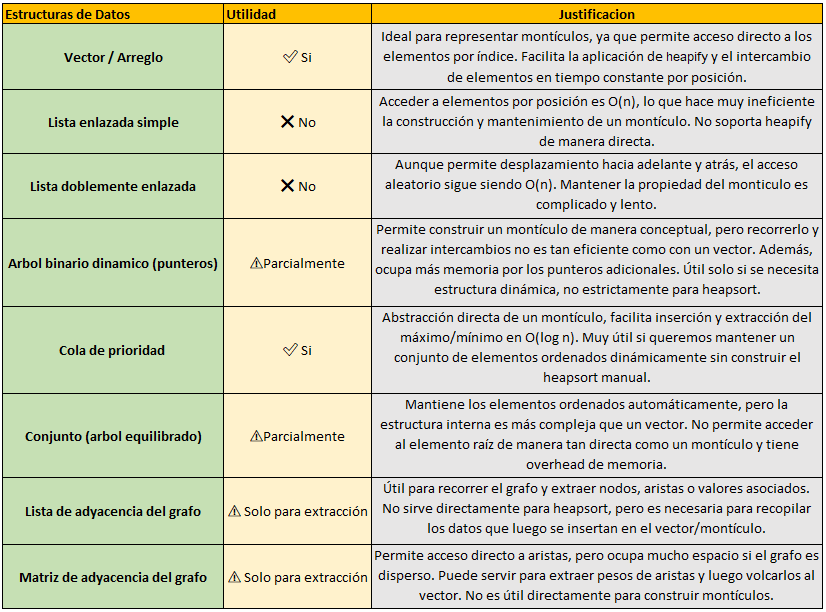 Estructuras de Datos
Utilidad
Justificacion
Vector / Arreglo
✅ Si
Ideal para representar montículos, ya que permite acceso directo a los
elementos por índice. Facilita la aplicación de heapify y el intercambio
de elementos en tiempo constante por posición.
Lista enlazada simple
❌ No
Acceder a elementos por posición es O(n), lo que hace muy ineficiente
la construcción y mantenimiento de un montículo. No soporta heapify
de manera directa.
Lista doblemente enlazada
❌ No
Aunque permite desplazamiento hacia adelante y atrás, el acceso
aleatorio sigue siendo O(n). Mantener la propiedad del monticulo es
complicado y lento.
Arbol binario dinamico (punteros)
⚠Parcialmente
Permite construir un montículo de manera conceptual, pero recorrerlo y
realizar intercambios no es tan eficiente como con un vector. Además,
ocupa más memoria por los punteros adicionales. Útil solo si se necesita
estructura dinámica, no estrictamente para heapsort.
Cola de prioridad
✅ Si
Abstracción directa de un montículo, facilita inserción y extracción del
máximo/mínimo en O(log n). Muy útil si queremos mantener un
conjunto de elementos ordenados dinámicamente sin construir el
heapsort manual.
Conjunto (arbol equilibrado)
⚠Parcialmente
Mantiene los elementos ordenados automáticamente, pero la
estructura interna es más compleja que un vector. No permite acceder
al elemento raíz de manera tan directa como un montículo y tiene
overhead de memoria.
Lista de adyacencia del grafo
⚠ Solo para extracción
Útil para recorrer el grafo y extraer nodos, aristas o valores asociados.
No sirve directamente para heapsort, pero es necesaria para recopilar
los datos que luego se insertan en el vector/montículo.
Matriz de adyacencia del grafo
⚠ Solo para extracción
Permite acceso directo a aristas, pero ocupa mucho espacio si el grafo es
disperso. Puede servir para extraer pesos de aristas y luego volcarlos al
vector. No es útil directamente para construir montículos.